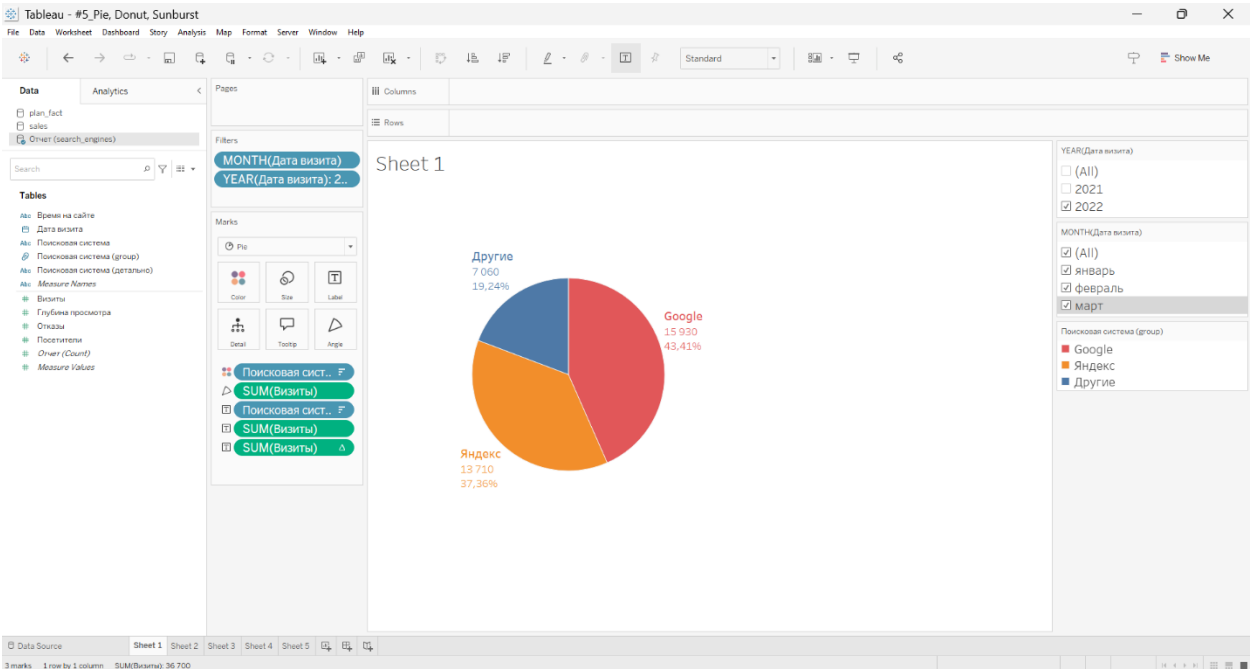 Tableau - #5_Pie, Donut, Sunburst
File Data Worksheet Dashboard Story Analysis Map Format Server Window Help
Standard
Show Me
Data Analytics
plan_fact
sales
Отчет (search_engines)
Search
Tables
Abc Время на сайте
Дата визита
Abc Поисковая система
Поисковая система (group)
Abc Поисковая система (детально)
Abc Measure Names
# Визиты
# Глубина просмотра
# Отказы
# Посетители
# Отчет (Count)
# Measure Values
Pages
Filters
MONTH(Дата визита)
YEAR(Дата визита): 2..
Marks
Pie
Color Size Label
Detail Tooltip Angle
Поисковая сист..
SUM(Визиты)
Поисковая сист..
SUM(Визиты)
SUM(Визиты)
Columns
Rows
Sheet 1
Другие
7 060
19,24%
Google
15 930
43,41%
Яндекс
13 710
37,36%
YEAR(Дата визита)
(All)
2021
2022
MONTH(Дата визита)
(All)
январь
февраль
март
Поисковая система (group)
Google
Яндекс
Другие
Data Source Sheet 1 Sheet 2 Sheet 3 Sheet 4 Sheet 5
3 marks 1 row by 1 column SUM(Визиты): 36 700